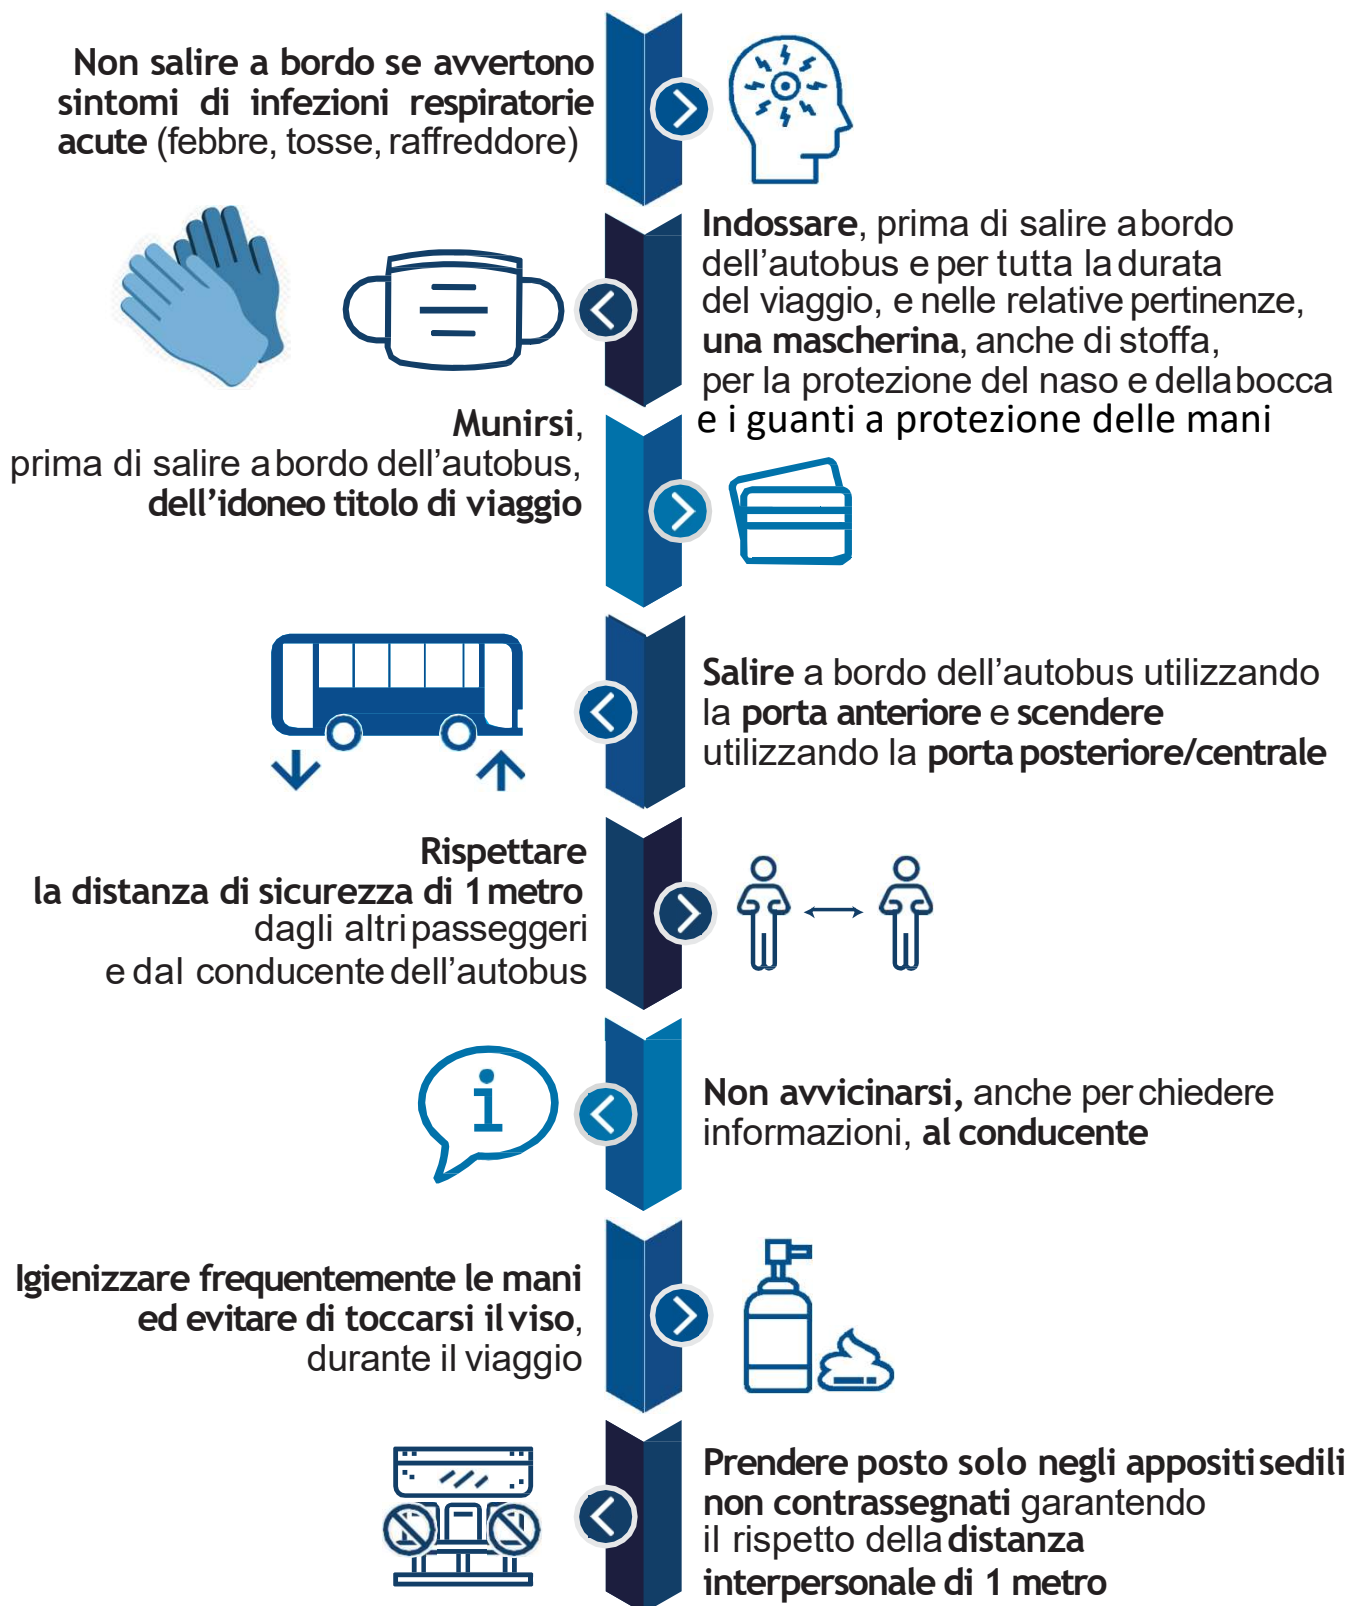 Non salire a bordo se avvertono
sintomi di infezioni respiratorie
acute (febbre, tosse, raffreddore)
Indossare, prima di salire a bordo
dell'autobus e per tutta la durata
del viaggio, e nelle relative pertinenze,
una mascherina, anche di stoffa,
per la protezione del naso e della bocca
e i guanti a protezione delle mani
Munirsi,
prima di salire a bordo dell'autobus,
dell'idoneo titolo di viaggio
Salire a bordo dell'autobus utilizzando
la porta anteriore e scendere
utilizzando la porta posteriore/centrale
Rispettare
la distanza di sicurezza di 1 metro
dagli altri passeggeri
e dal conducente dell'autobus
i
Non avvicinarsi, anche per chiedere
informazioni, al conducente
Igienizzare frequentemente le mani
ed evitare di toccarsi il viso,
durante il viaggio
Prendere posto solo negli appositi sedili
non contrassegnati garantendo
il rispetto della distanza
interpersonale di 1 metro